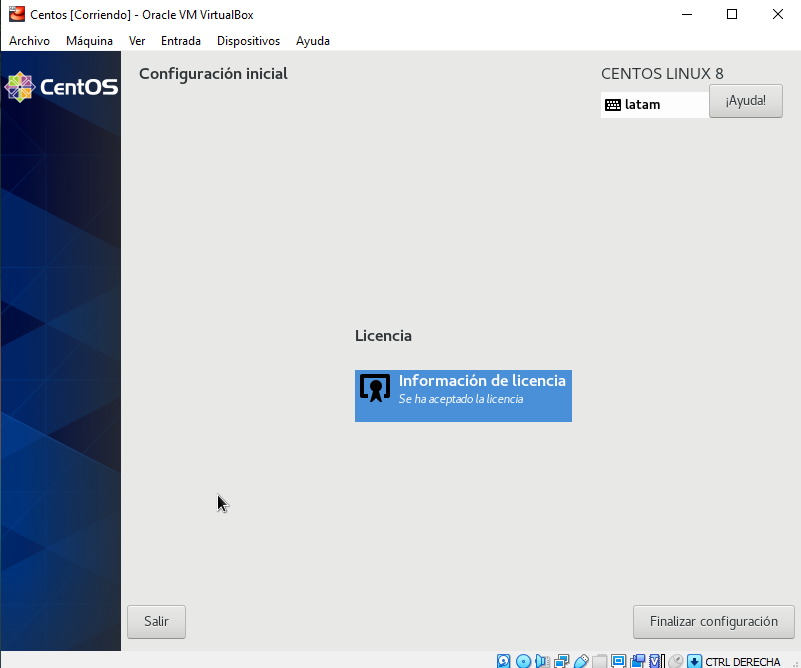 Centos [Corriendo] - Oracle VM VirtualBox
Archivo Máquina Ver Entrada Dispositivos Ayuda
CentOS
Configuración inicial
CENTOS LINUX 8
latam
¡Ayuda!
Licencia
Información de licencia
Se ha aceptado la licencia
Salir
Finalizar configuración
CTRL DERECHA